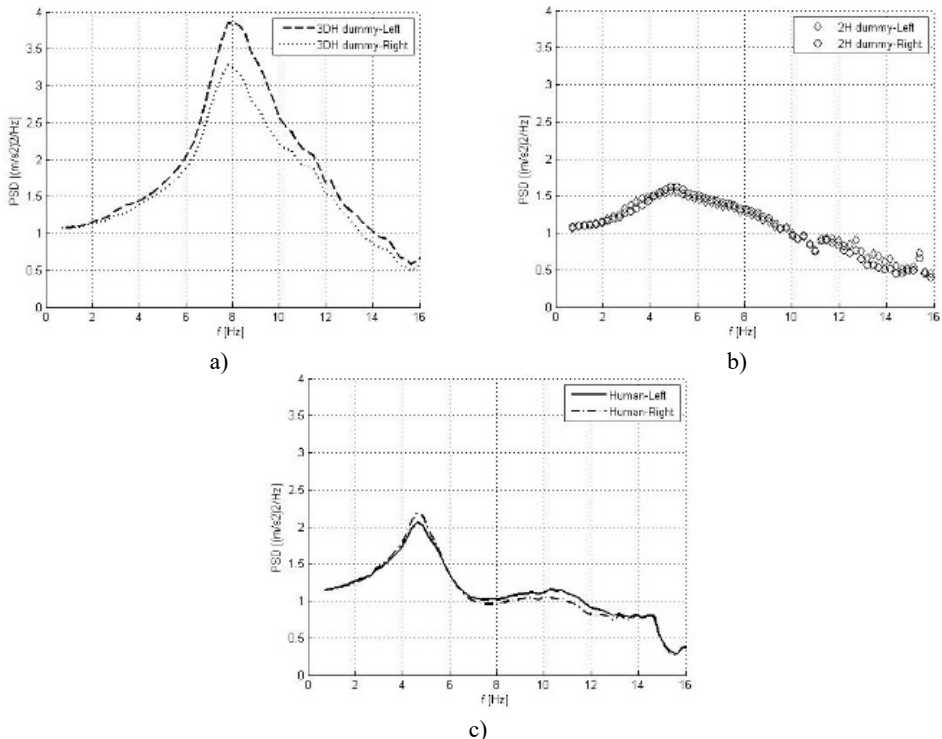 4
3.5
3
2.5
2
1.5
1
0.5
0
PSD [(m/s2)2/Hz]
3DH dummy-Left
3DH dummy-Right
0 2 4 6 8 10 12 14 16
f [Hz]
a)
4
3.5
3
2.5
2
1.5
1
0.5
0
PSD [(m/s2)2/Hz]
2H dummy-Left
2H dummy-Right
0 2 4 6 8 10 12 14 16
f [Hz]
b)
4
3.5
3
2.5
2
1.5
1
0.5
0
PSD [(m/s2)2/Hz]
Human-Left
Human-Right
0 2 4 6 8 10 12 14 16
f [Hz]
c)